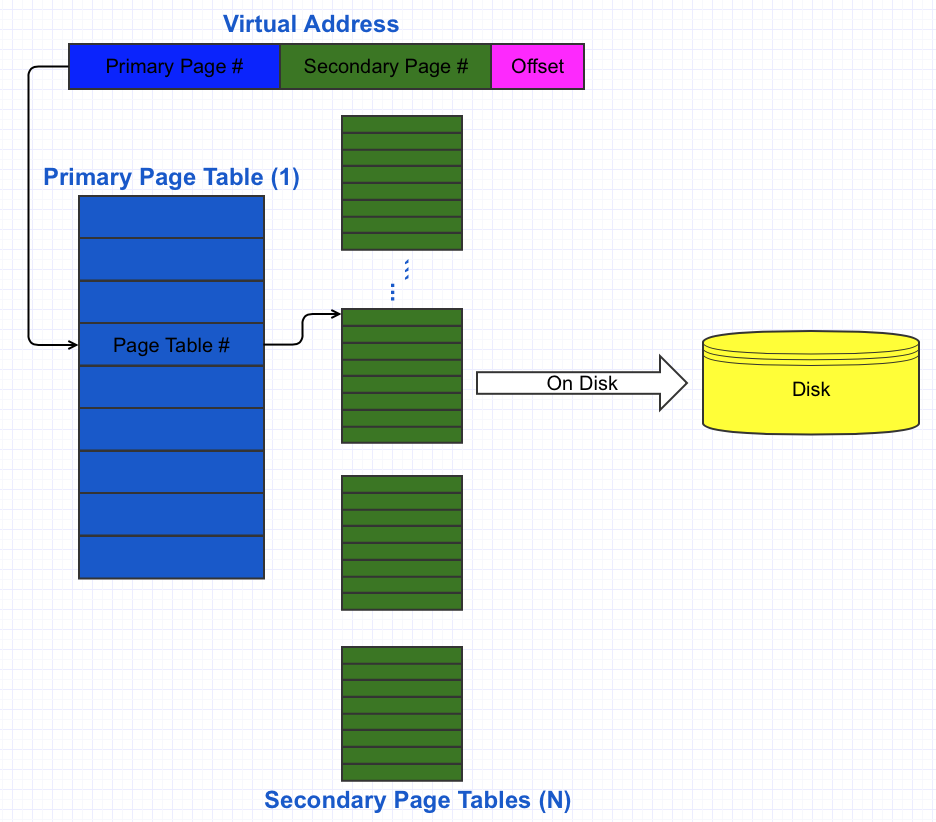 Virtual Address
Primary Page #
Secondary Page #
Offset
Primary Page Table (1)
Page Table #
On Disk
Disk
Secondary Page Tables (N)